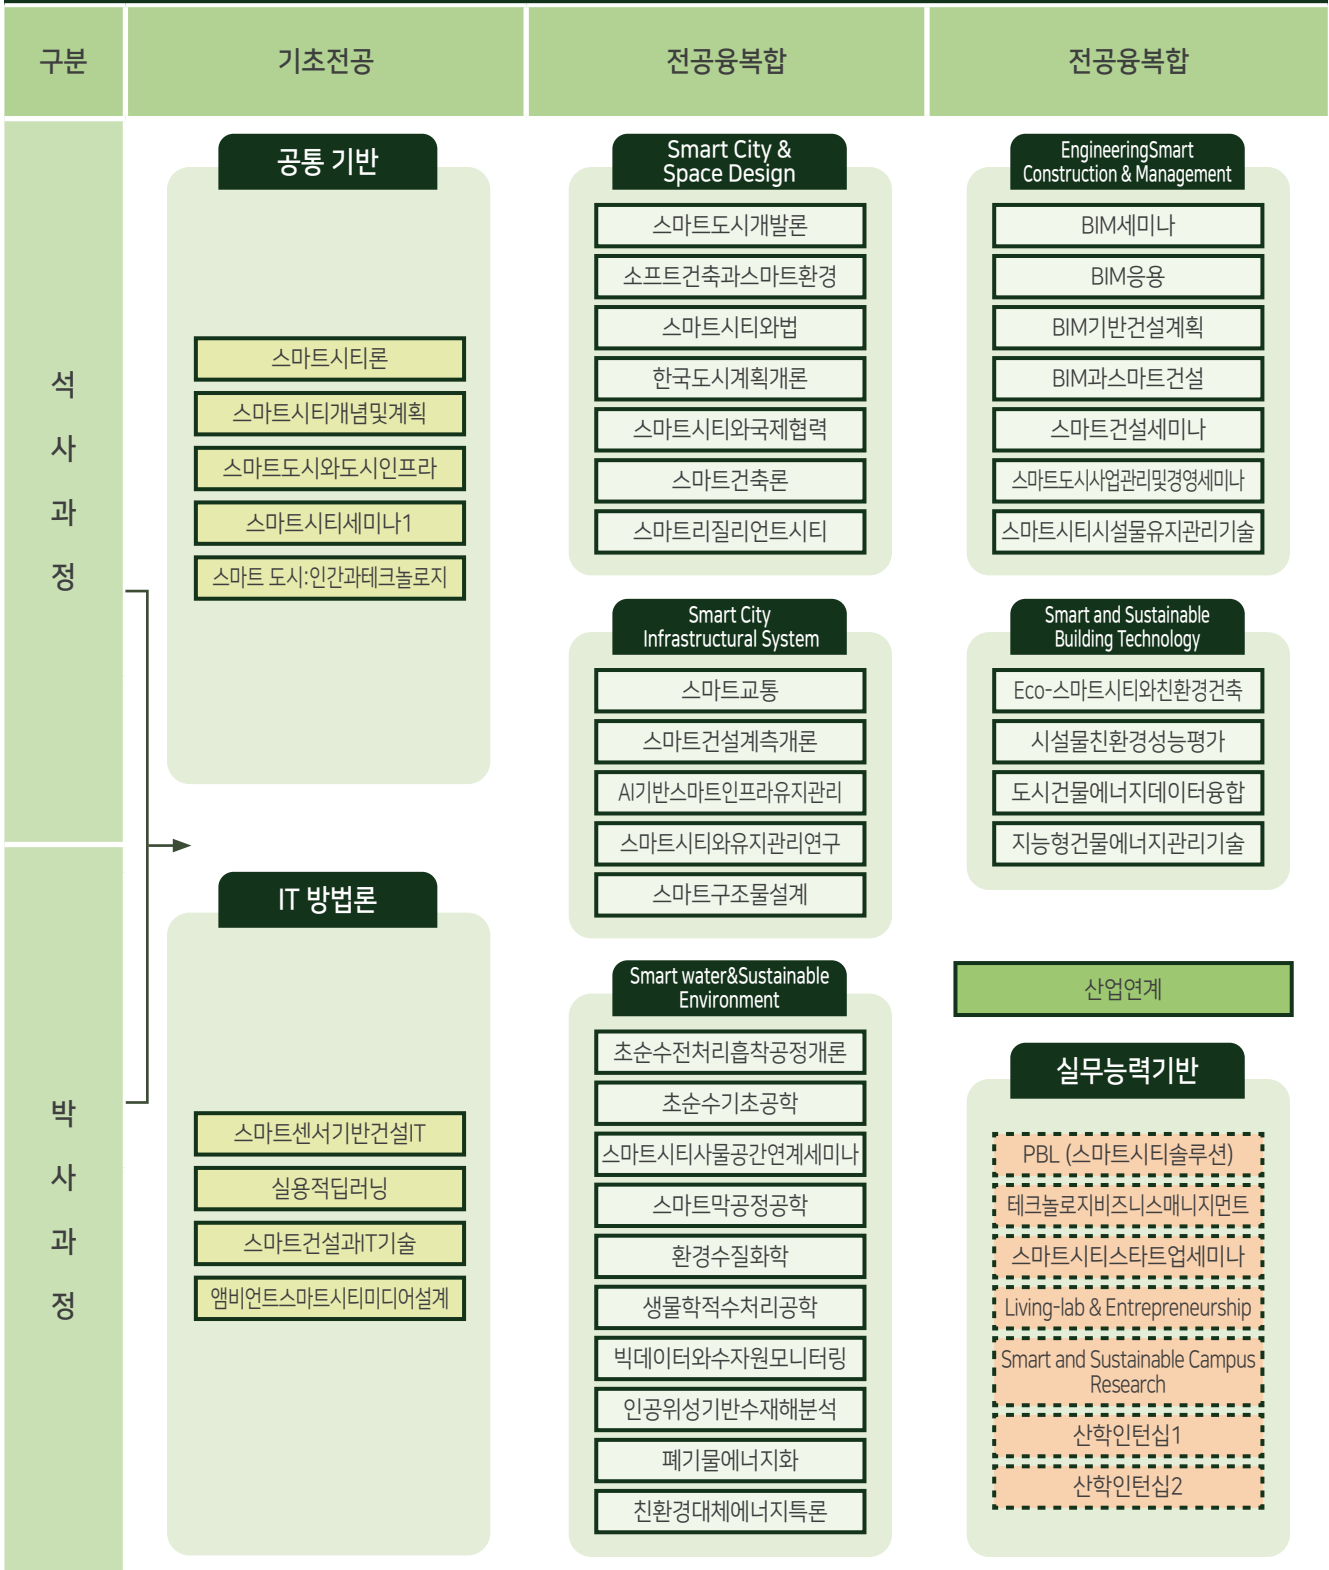 구분
기초전공
전공융복합
전공융복합
석
사
과
정
박
사
과
정
공통 기반
스마트시티론
스마트시티개념및계획
스마트도시와도시인프라
스마트시티세미나1
스마트 도시:인간과테크놀로지
IT 방법론
스마트센서기반건설IT
실용적딥러닝
스마트건설과IT기술
앰비언트스마트시티미디어설계
Smart City &
Space Design
스마트도시개발론
소프트건축과스마트환경
스마트시티와법
한국도시계획개론
스마트시티와국제협력
스마트건축론
스마트리질리언트시티
Smart City
Infrastructural System
스마트교통
스마트건설계측개론
AI기반스마트인프라유지관리
스마트시티와유지관리연구
스마트구조물설계
Smart water&Sustainable
Environment
초순수전처리흡착공정개론
초순수기초공학
스마트시티사물공간연계세미나
스마트막공정공학
환경수질화학
생물학적수처리공학
빅데이터와수자원모니터링
인공위성기반수재해분석
폐기물에너지화
친환경대체에너지특론
EngineeringSmart
Construction & Management
BIM세미나
BIM응용
BIM기반건설계획
BIM과스마트건설
스마트건설세미나
스마트도시사업관리및경영세미나
스마트시티시설물유지관리기술
Smart and Sustainable
Building Technology
Eco-스마트시티와친환경건축
시설물친환경성능평가
도시건물에너지데이터융합
지능형건물에너지관리기술
산업연계
실무능력기반
PBL (스마트시티솔루션)
테크놀로지비즈니스매니지먼트
스마트시티스타트업세미나
Living-lab & Entrepreneurship
Smart and Sustainable Campus
Research
산학인턴십1
산학인턴십2